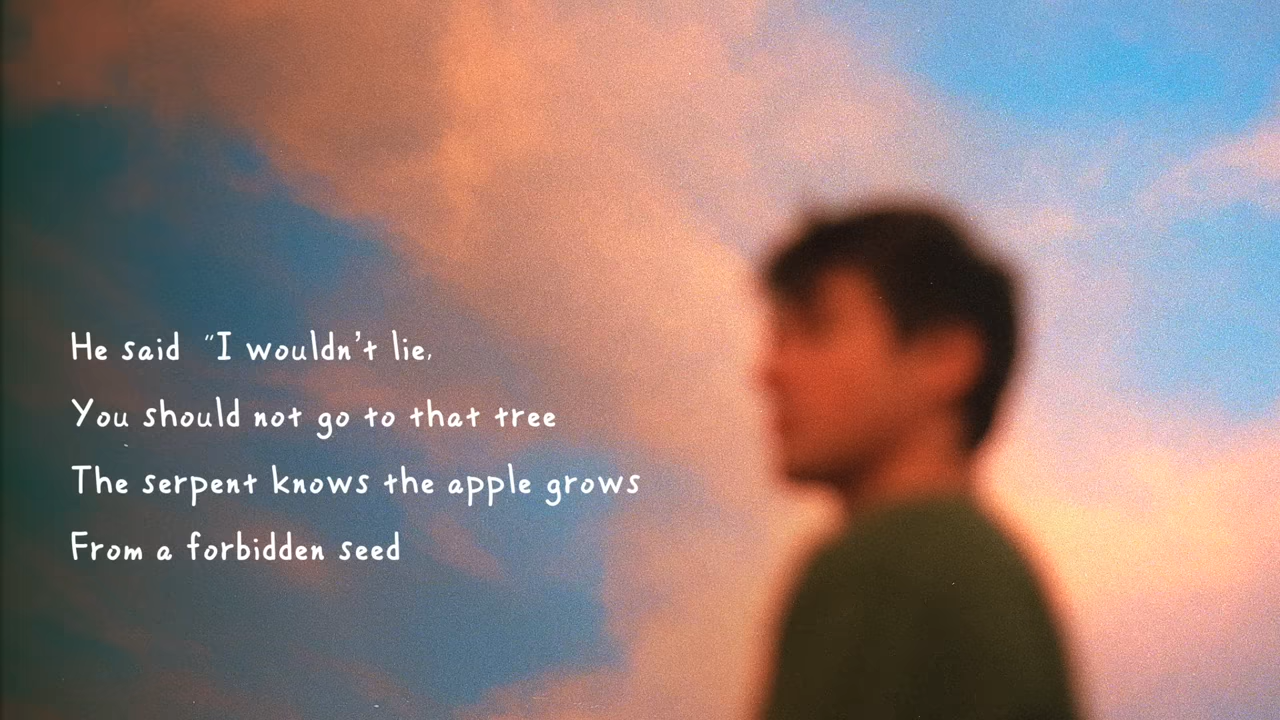 He said "I wouldn't lie,
You should not go to that tree
The serpent knows the apple grows
From a forbidden seed